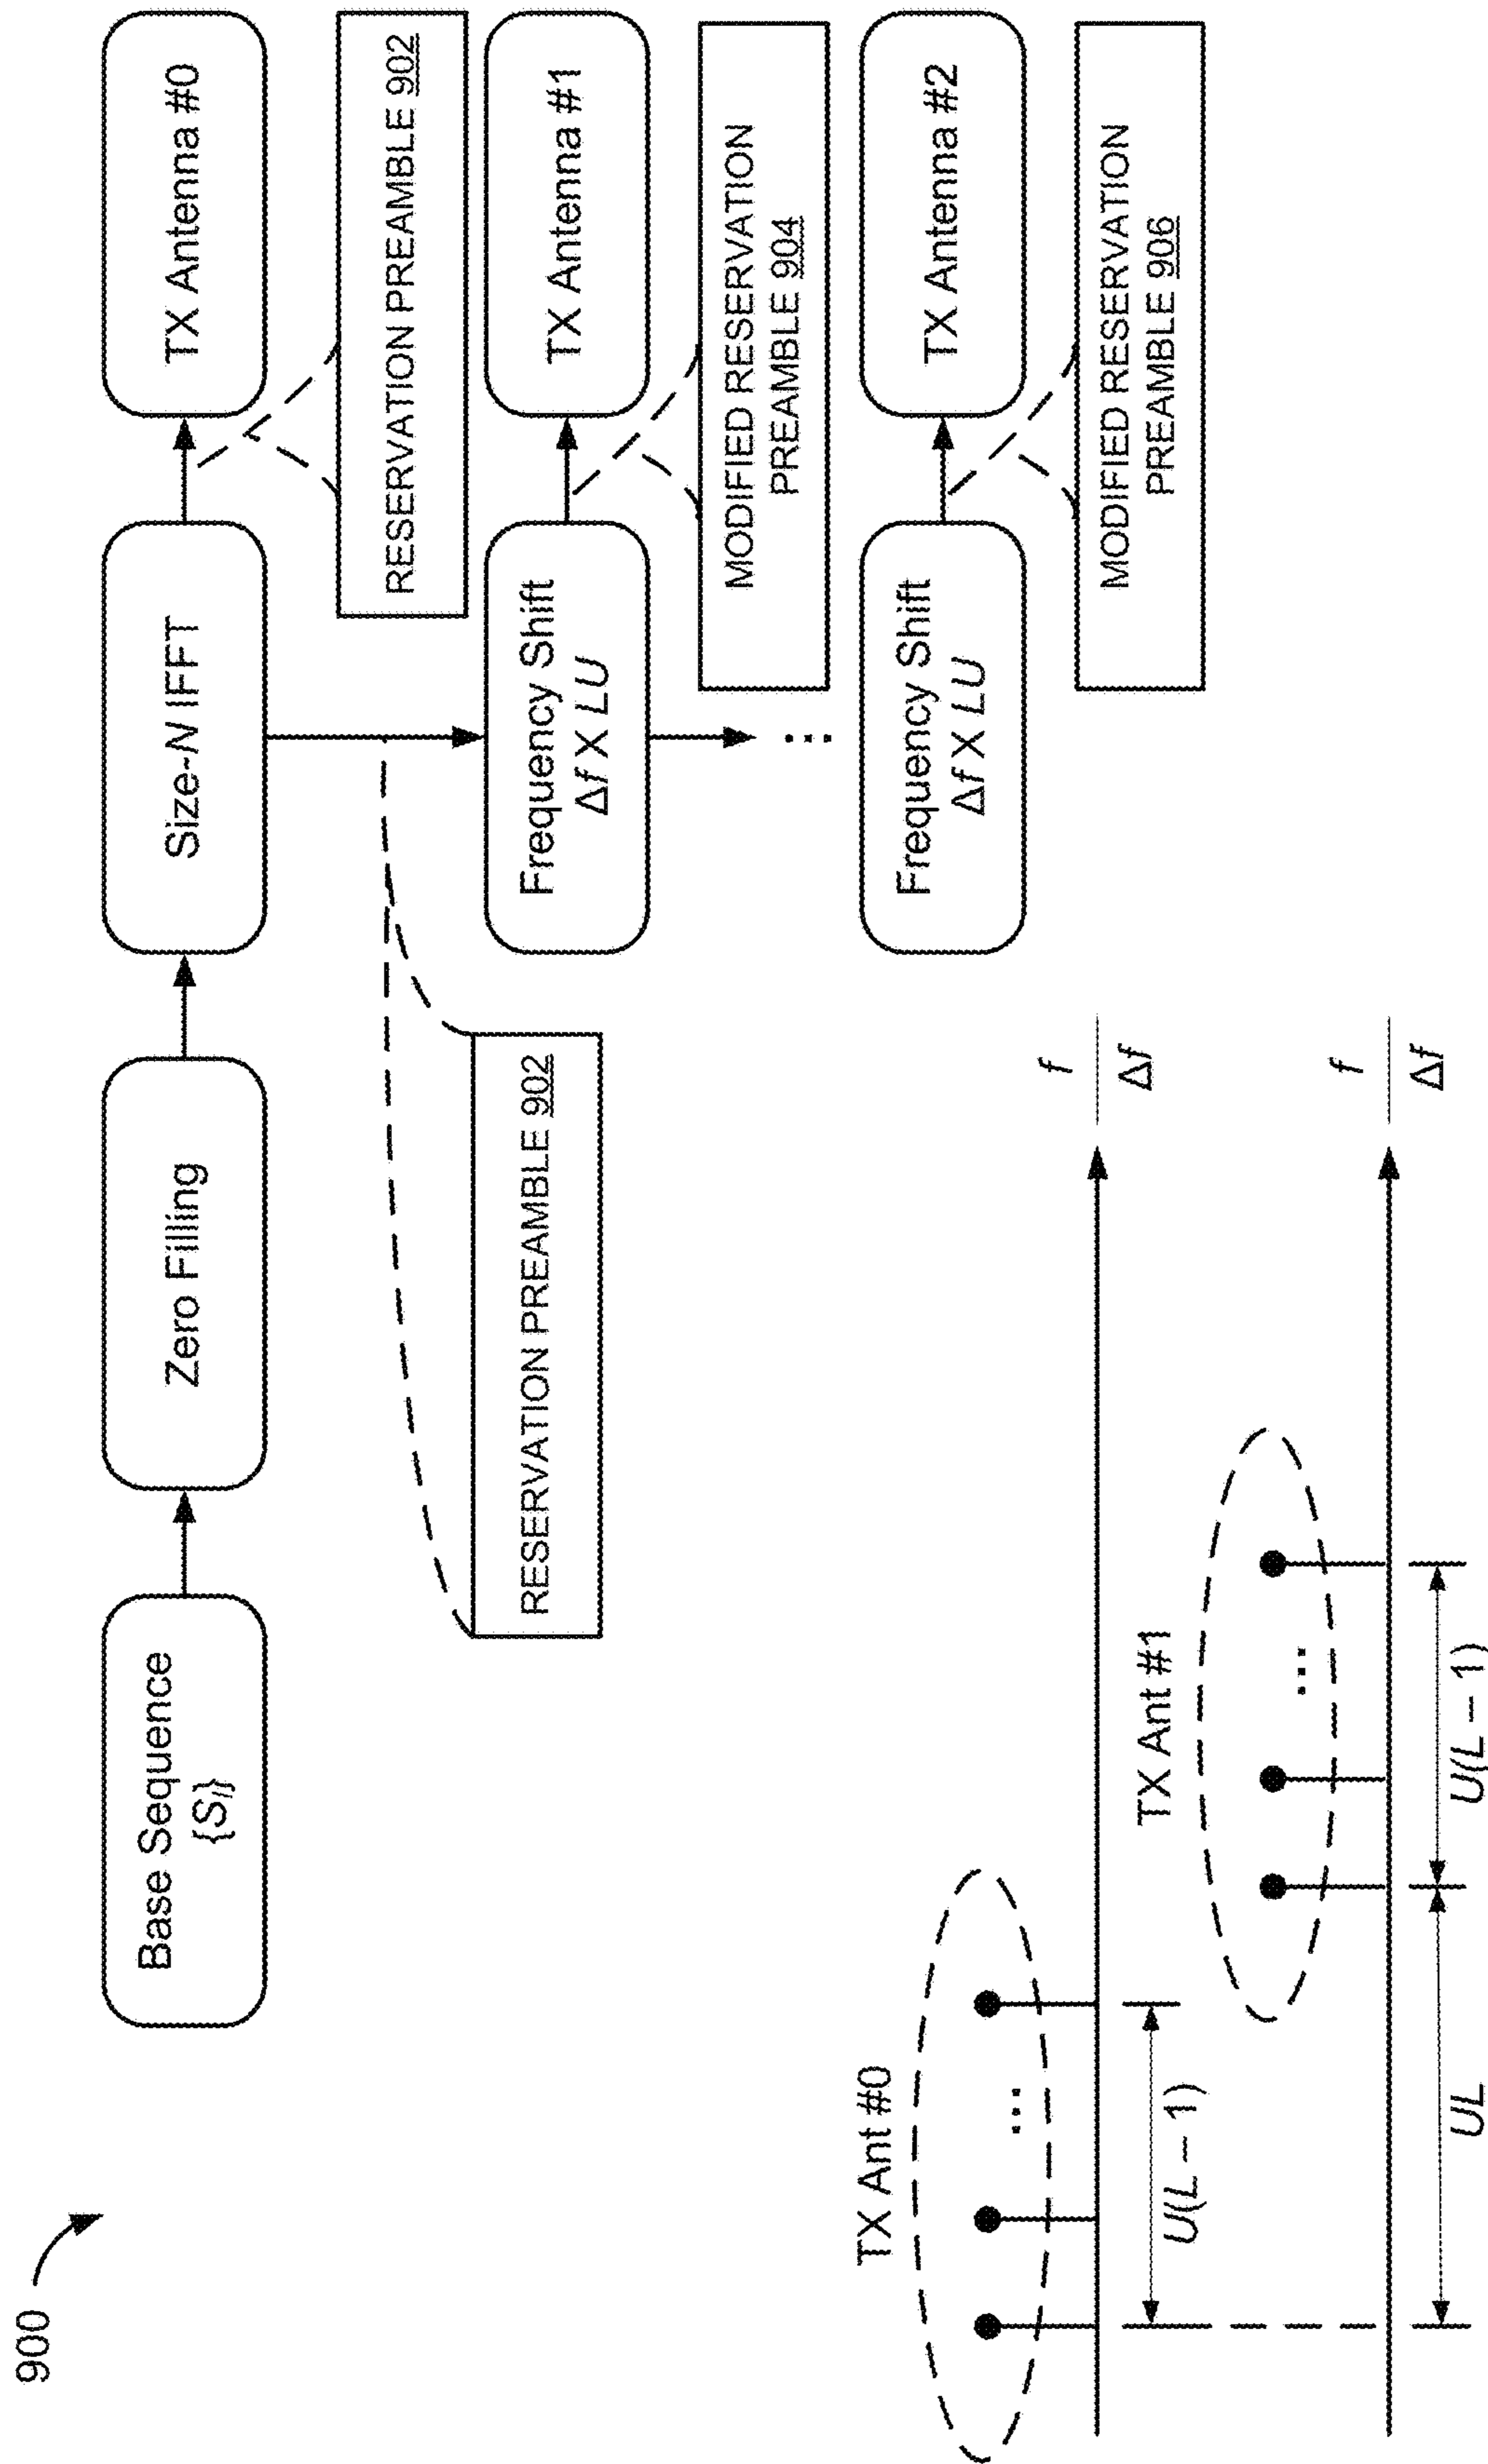 900
Base Sequence
{S_l}
Zero Filling
Size-N IFFT
TX Antenna #0
RESERVATION PREAMBLE 902
RESERVATION PREAMBLE 902
Frequency Shift
Δf X LU
TX Antenna #1
MODIFIED RESERVATION
PREAMBLE 904
...
Frequency Shift
Δf X LU
TX Antenna #2
MODIFIED RESERVATION
PREAMBLE 906
TX Ant #0
...
f
Δf
U(L – 1)
TX Ant #1
...
f
Δf
UL
U(L – 1)